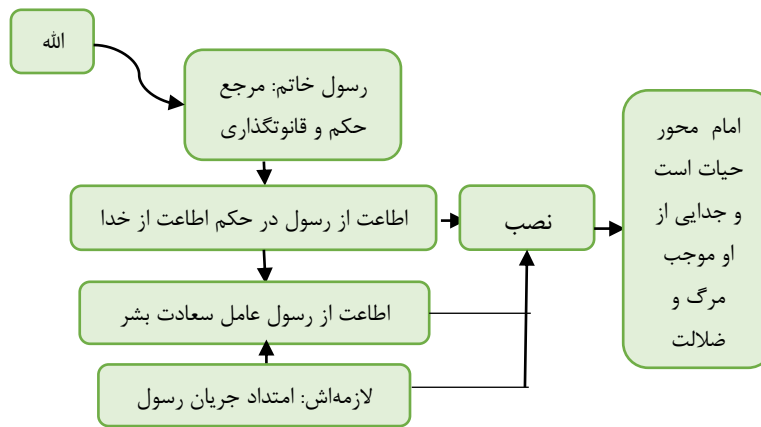 الله
رسول خاتم: مرجع
حکم و قانوتگذاری
اطاعت از رسول در حکم اطاعت از خدا
نصب
اطاعت از رسول عامل سعادت بشر
لازمه‌اش: امتداد جریان رسول
امام محور
حیات است
و جدایی از
او موجب
مرگ و
ضلالت